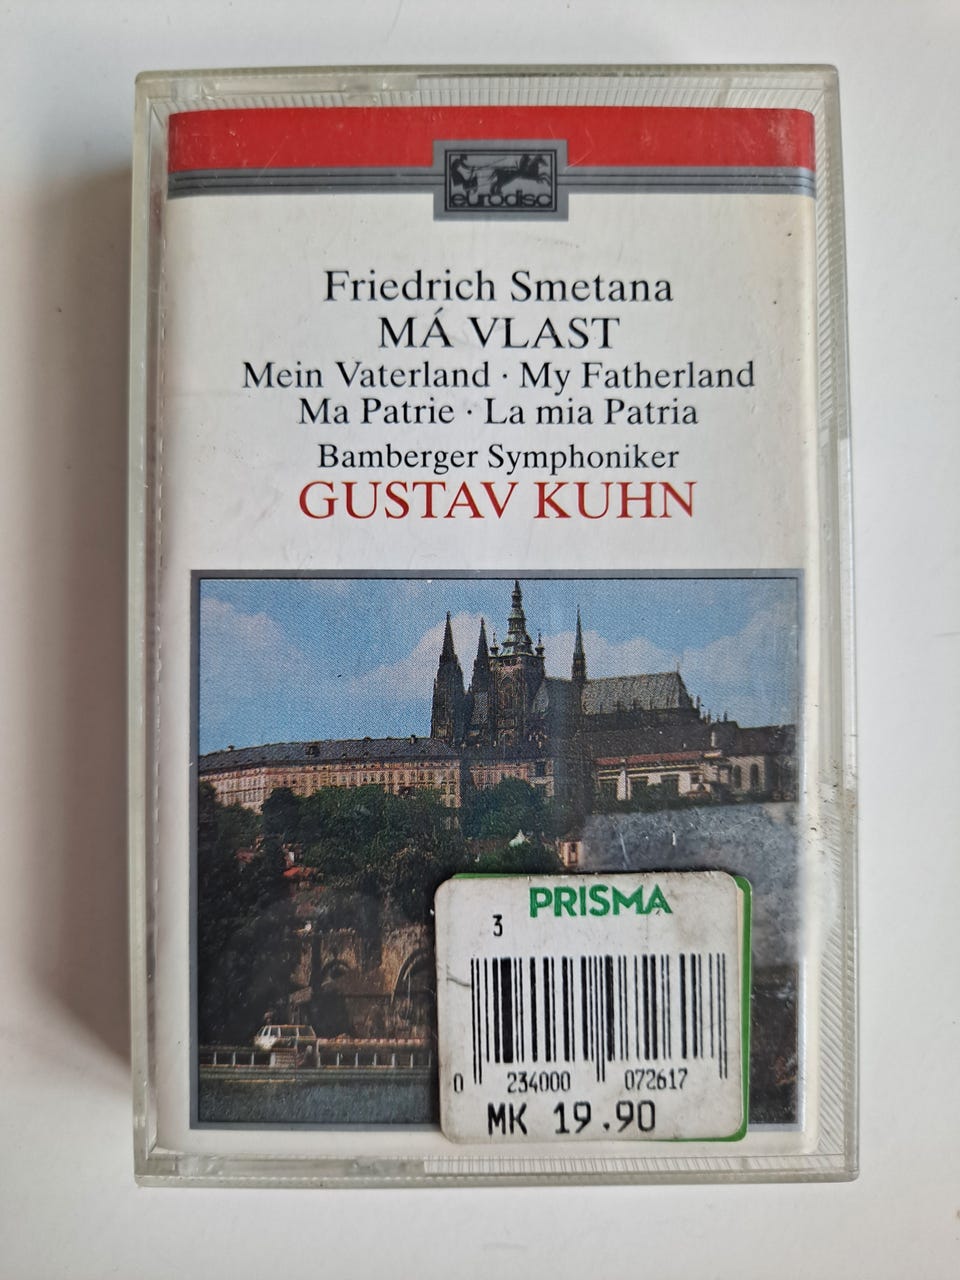 eurodisc
Friedrich Smetana
MÁ VLAST
Mein Vaterland · My Fatherland
Ma Patrie · La mia Patria
Bamberger Symphoniker
GUSTAV KUHN
PRISMA
3
0 234000 072617
MK 19.90